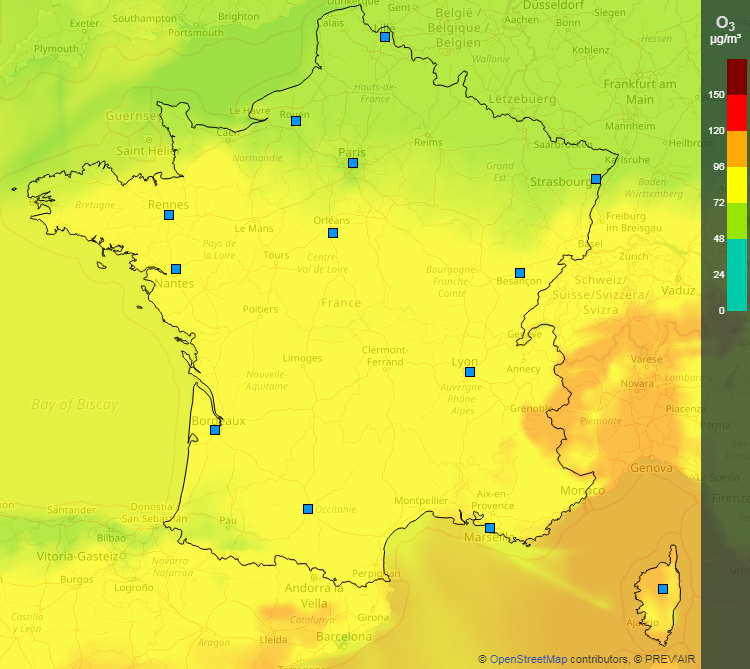 Exeter
Southampton
Brighton
Portsmouth
Plymouth
Dunkerque
Calais
Gent
België /
Belgique /
Belgien
Düsseldorf
Aachen
Siegen
Bonn
Koblenz
Hessen
Wallonie
Lëtzebuerg
Frankfurt am
Main
Mannheim
Heilbronn
Karlsruhe
Saarbrücken
Hauts-de-
France
Guernsey
Saint Helier
Le Havre
Rouen
Caen
Normandie
Paris
Reims
Grand
Est
Strasbourg
Baden-
Württemberg
Freiburg
im Breisgau
Basel
Zürich
Schweiz/
Suisse/Svizzera/
Svizra
Vaduz
Bretagne
Rennes
Le Mans
Pays de
la Loire
Nantes
Orléans
Tours
Centre-
Val de Loire
Bourgogne-
Franche-
Comté
Besançon
Poitiers
France
Genève
Annecy
Limoges
Clermont-
Ferrand
Lyon
Auvergne-
Rhône-
Alpes
Grenoble
Nouvelle-
Aquitaine
Varese
Novara
Piacenza
Piemonte
Parma
Genova
La Spezia
Firenze
Monaco
Bay of Biscay
Bordeaux
Occitanie
Montpellier
Aix-en-
Provence
Marseille
Perpignan
Pau
Santander
Bilbao
Donostia
San Sebastián
Vitoria-Gasteiz
Burgos
Logroño
Navarra
- Nafarroa
Andorra la
Vella
Girona
Castilla
y León
Aragón
Lleida
Catalunya
Barcelona
Tarragona
Ajaccio
O3
µg/m³
150
120
96
72
48
24
0
© OpenStreetMap contributors, © PREV'AIR